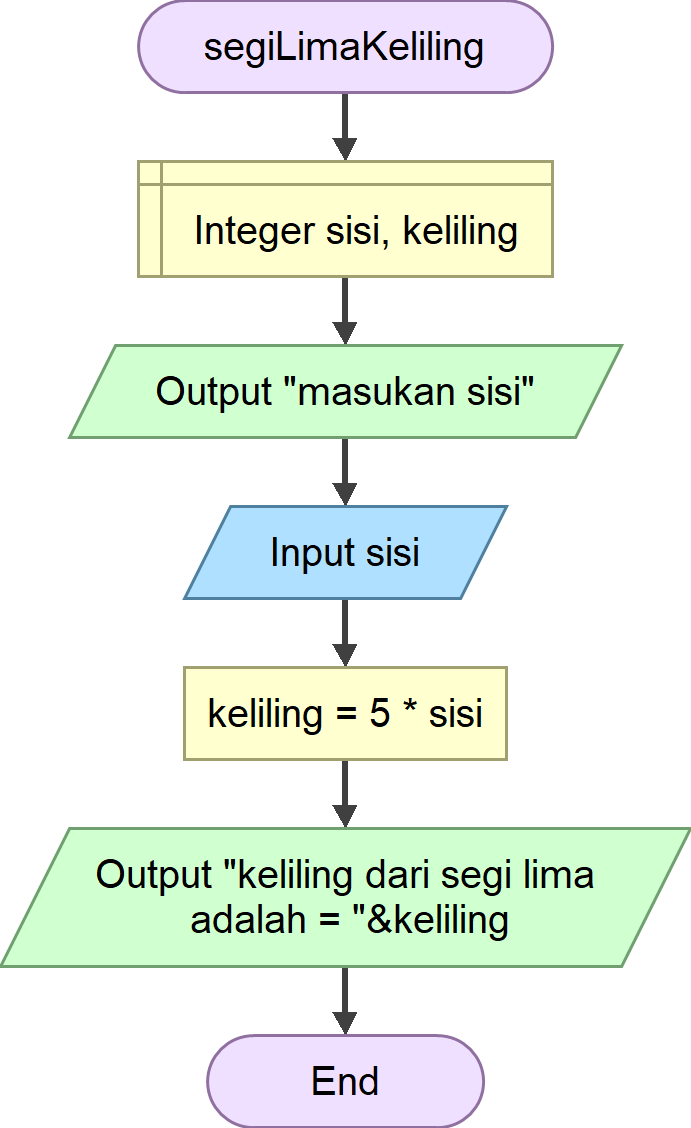 segiLimaKeliling
Integer sisi, keliling
Output "masukan sisi"
Input sisi
keliling = 5 * sisi
Output "keliling dari segi lima
adalah = "&keliling
End